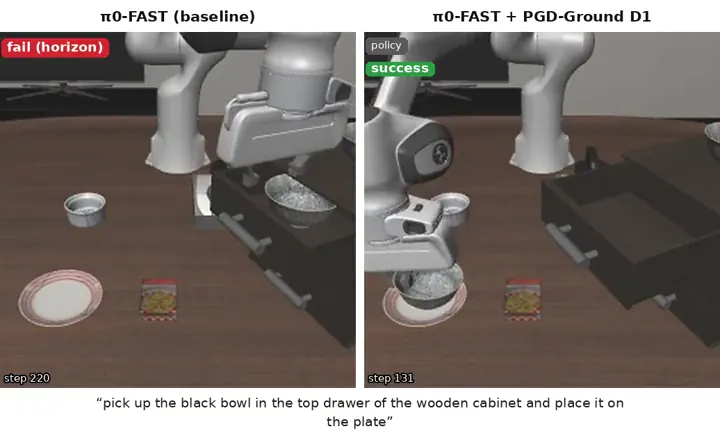 π0-FAST (baseline)
π0-FAST + PGD-Ground D1
fail (horizon)
policy
success
step 220
step 131
“pick up the black bowl in the top drawer of the wooden cabinet and place it on
the plate”